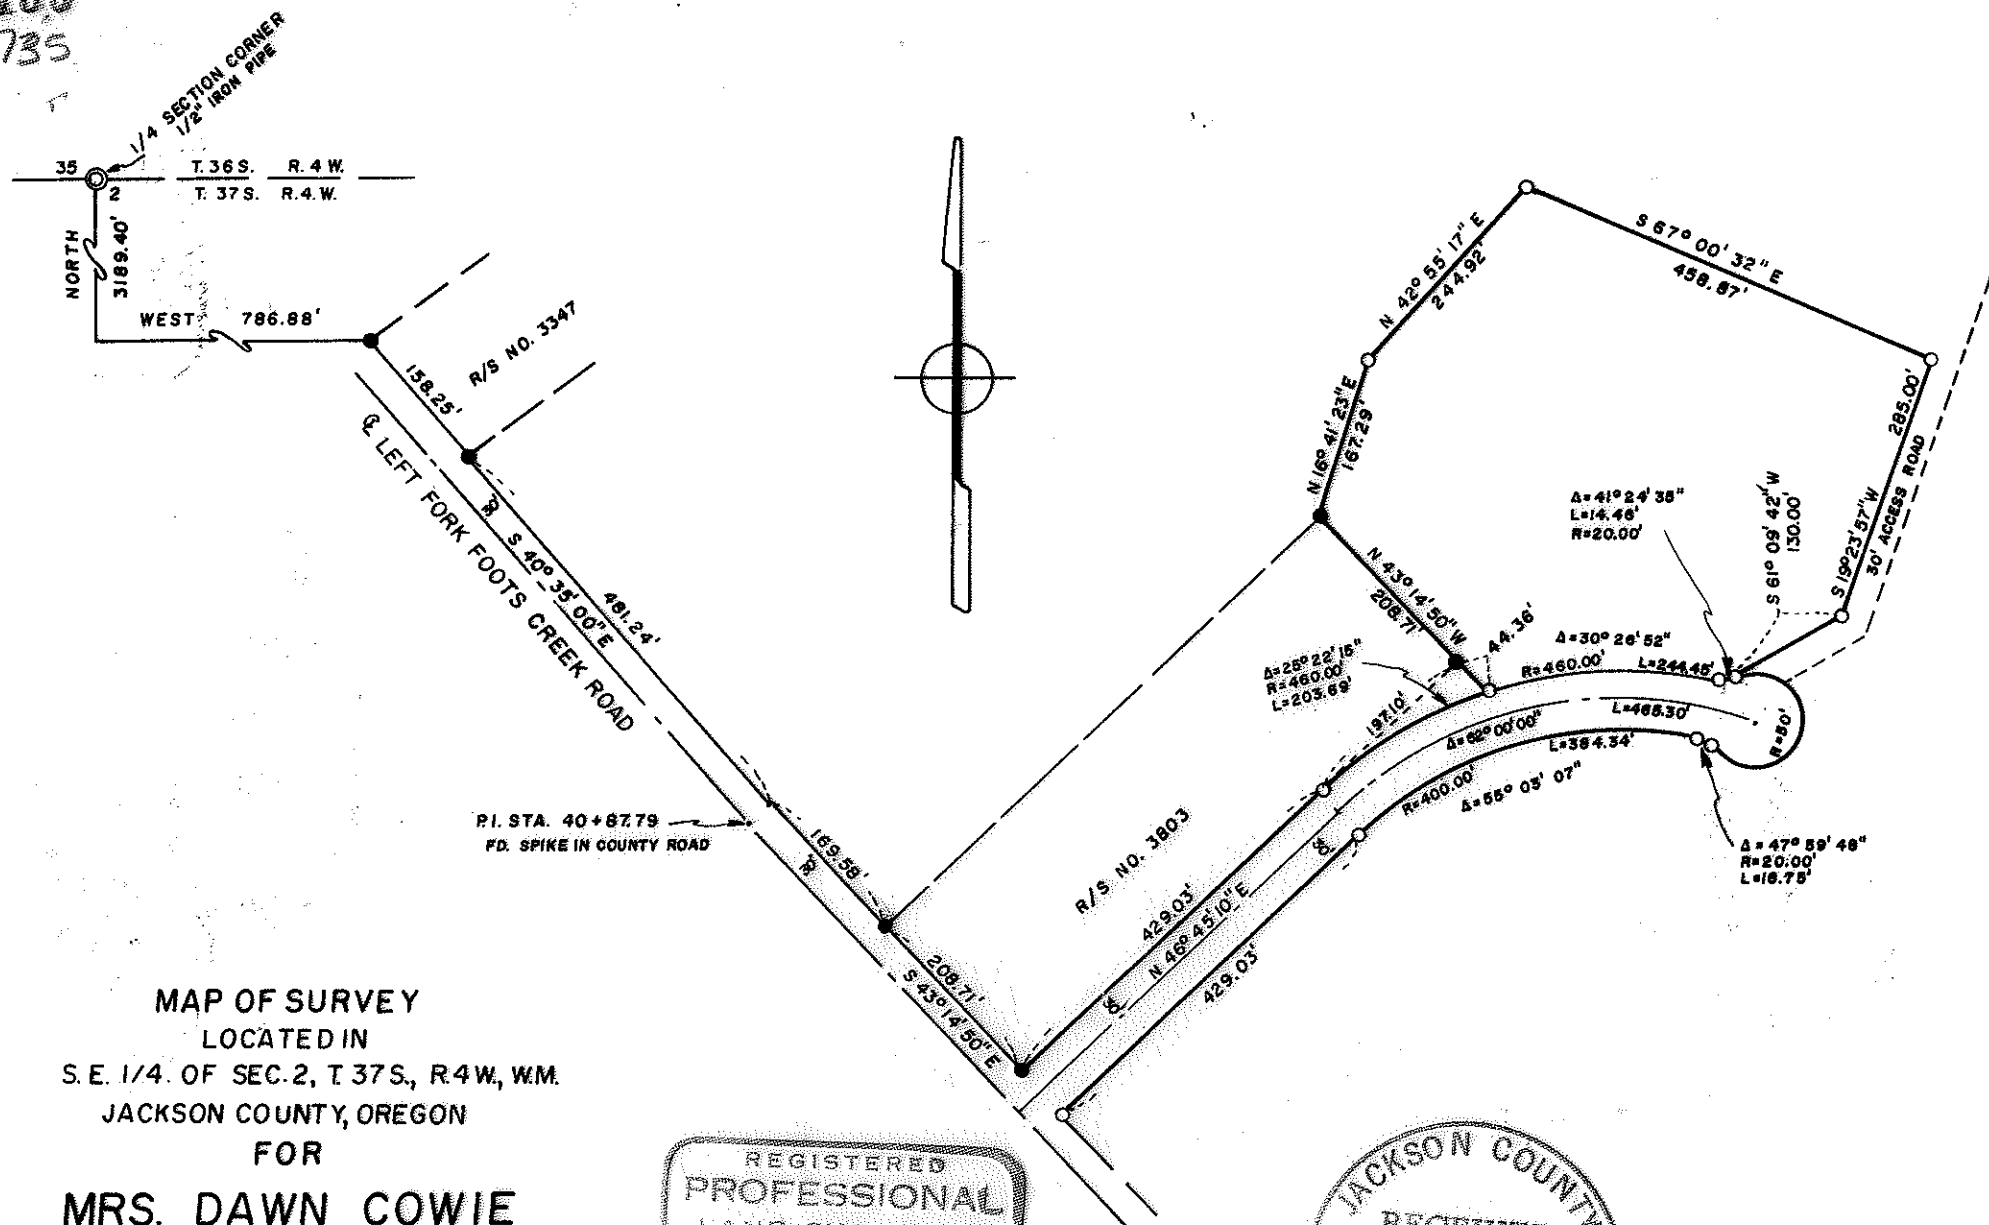 735
1/4 SECTION CORNER
1/2" IRON PIPE
35
2
T. 36 S. R. 4 W.
T. 37 S. R. 4. W.
NORTH
3189.40'
WEST 786.88'
R/S NO. 3347
158.25'
℄ LEFT FORK FOOTS CREEK ROAD
30'
S 40° 35' 00" E
481.24'
P.I. STA. 40+87.79
FD. SPIKE IN COUNTY ROAD
169.58'
30'
208.71'
S 43° 14' 50" E
R/S NO. 3803
429.03'
N 46° 45' 10" E
429.03'
30'
30'
N 42° 55' 17" E
244.92'
S 67° 00' 32" E
458.87'
N 16° 41' 23" E
167.29'
285.00'
S 19° 23' 57" W
30' ACCESS ROAD
S 61° 09' 42" W
130.00'
Δ=41° 24' 35"
L=14.46'
R=20.00'
N 43° 14' 50" W
208.71'
44.36'
Δ=25° 22' 15"
R=460.00'
L=203.69'
197.10'
Δ=30° 26' 52"
R=460.00'
L=244.45'
L=465.30'
Δ=62° 00' 00"
L=384.34'
R=400.00'
Δ=55° 03' 07"
R=50'
Δ=47° 59' 48"
R=20.00'
L=16.75'
MAP OF SURVEY
LOCATED IN
S.E. 1/4. OF SEC. 2, T. 37 S., R. 4 W., W.M.
JACKSON COUNTY, OREGON
FOR
MRS. DAWN COWIE
REGISTERED
PROFESSIONAL
JACKSON COUNTY